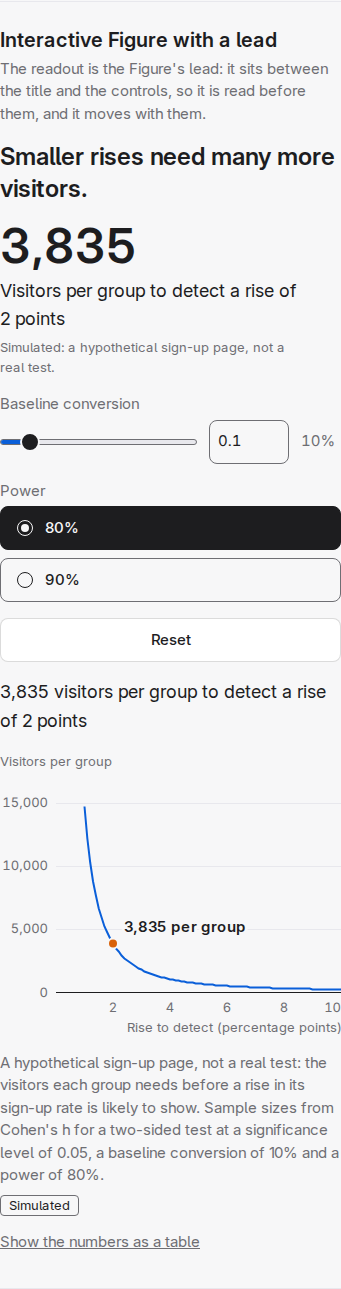 Interactive Figure with a lead
The readout is the Figure's lead: it sits between
the title and the controls, so it is read before
them, and it moves with them.
Smaller rises need many more
visitors.
3,835
Visitors per group to detect a rise of
2 points
Simulated: a hypothetical sign-up page, not a
real test.
Baseline conversion
0.1
10%
Power
80%
90%
Reset
3,835 visitors per group to detect a rise
of 2 points
Visitors per group
15,000
10,000
5,000
3,835 per group
0
2 4 6 8 10
Rise to detect (percentage points)
A hypothetical sign-up page, not a real test: the
visitors each group needs before a rise in its
sign-up rate is likely to show. Sample sizes from
Cohen's h for a two-sided test at a significance
level of 0.05, a baseline conversion of 10% and a
power of 80%.
Simulated
Show the numbers as a table